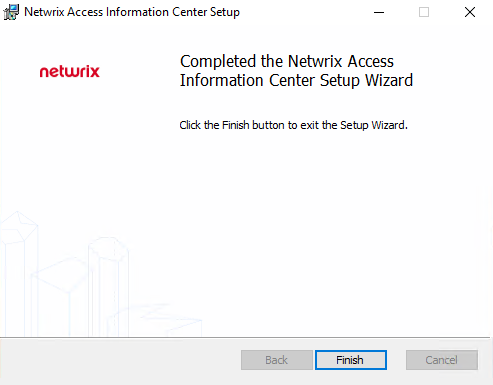 Netwrix Access Information Center Setup
netwrix
Completed the Netwrix Access
Information Center Setup Wizard
Click the Finish button to exit the Setup Wizard.
Back
Finish
Cancel